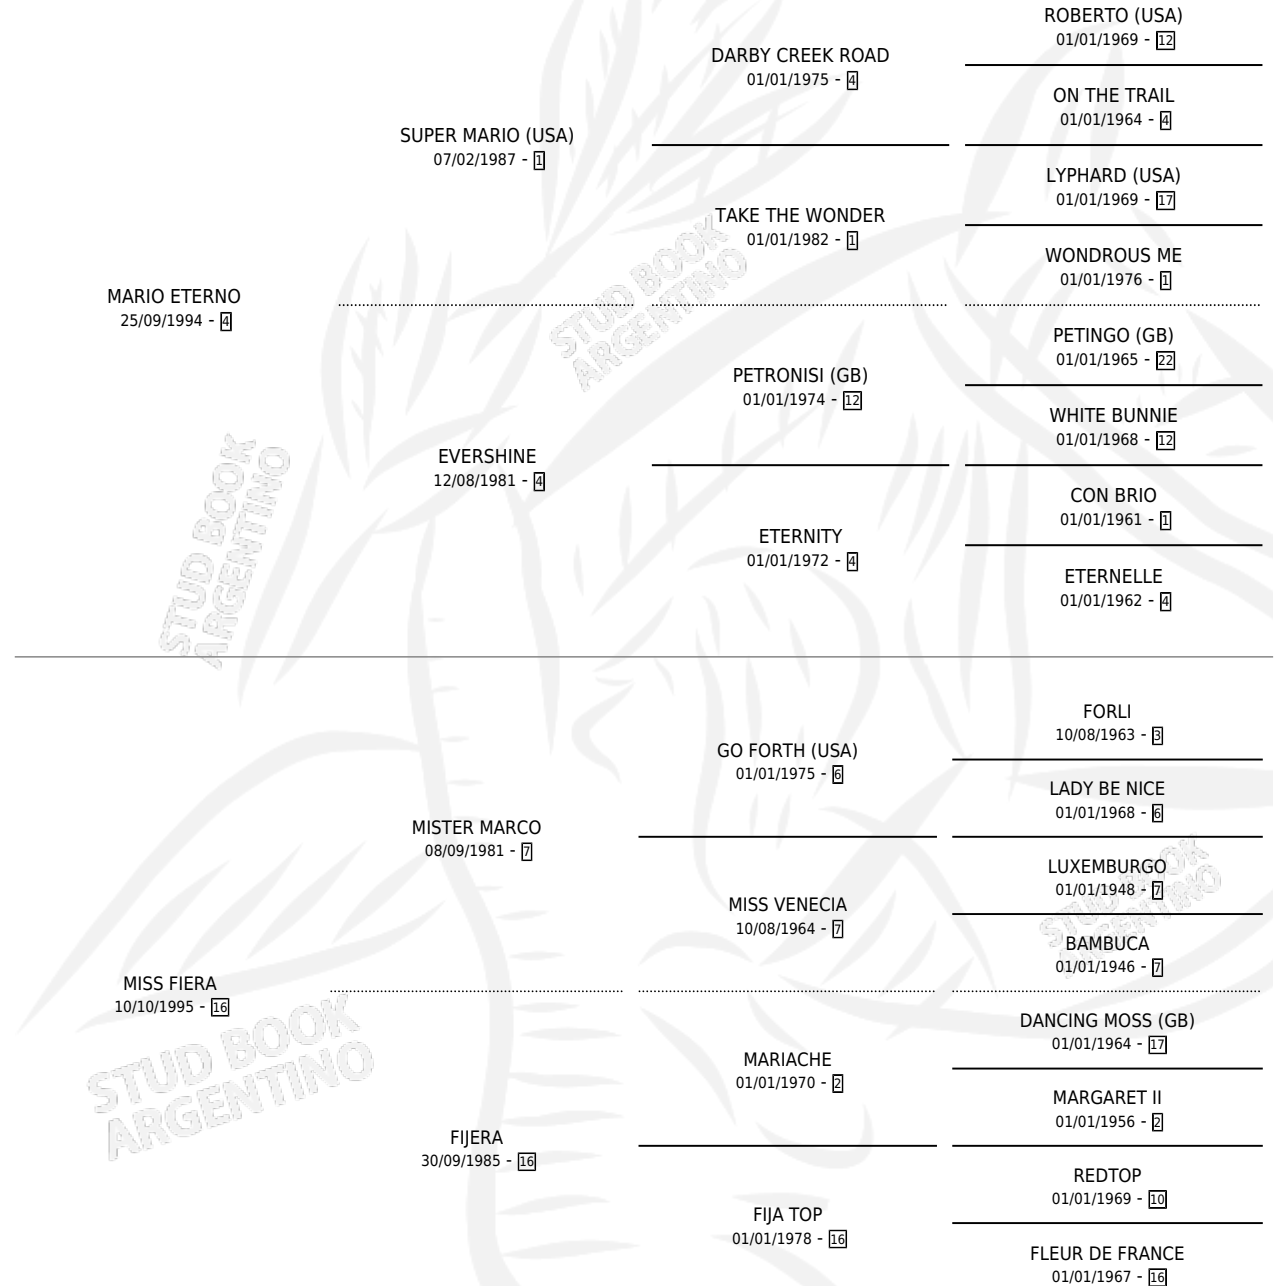 ROBERTO (USA)
01/01/1969 - 12
DARBY CREEK ROAD
01/01/1975 - 4
ON THE TRAIL
01/01/1964 - 4
SUPER MARIO (USA)
07/02/1987 - 1
LYPHARD (USA)
01/01/1969 - 17
TAKE THE WONDER
01/01/1982 - 1
WONDROUS ME
01/01/1976 - 1
MARIO ETERNO
25/09/1994 - 4
STUD BOOK
ARGENTINO
PETINGO (GB)
01/01/1965 - 22
PETRONISI (GB)
01/01/1974 - 12
WHITE BUNNIE
01/01/1968 - 12
EVERSHINE
12/08/1981 - 4
CON BRIO
01/01/1961 - 1
ETERNITY
01/01/1972 - 4
ETERNELLE
01/01/1962 - 4
STUD BOOK
ARGENTINO
FORLI
10/08/1963 - 3
GO FORTH (USA)
01/01/1975 - 6
LADY BE NICE
01/01/1968 - 6
MISTER MARCO
08/09/1981 - 7
LUXEMBURGO
01/01/1948 - 7
MISS VENECIA
10/08/1964 - 7
STUD BOOK
ARGENTINO
BAMBUCA
01/01/1946 - 7
MISS FIERA
10/10/1995 - 16
DANCING MOSS (GB)
01/01/1964 - 17
STUD BOOK
ARGENTINO
MARIACHE
01/01/1970 - 2
MARGARET II
01/01/1956 - 2
FIJERA
30/09/1985 - 16
REDTOP
01/01/1969 - 10
FIJA TOP
01/01/1978 - 16
FLEUR DE FRANCE
01/01/1967 - 16